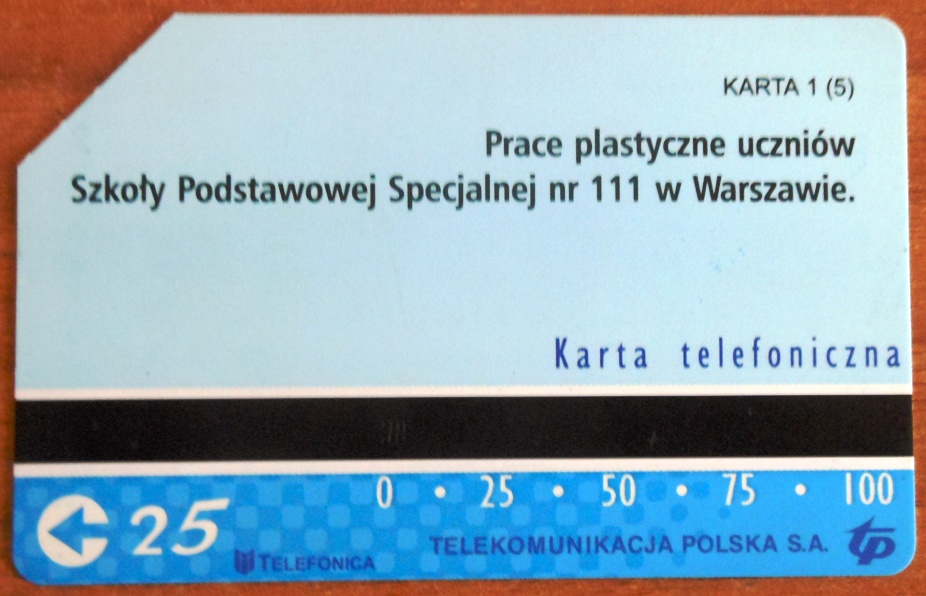 KARTA 1 (5)
Prace plastyczne uczniów
Szkoły Podstawowej Specjalnej nr 111 w Warszawie.
Karta telefoniczna
0 • 25 • 50 • 75 • 100
25
TELEFONICA
TELEKOMUNIKACJA POLSKA S.A. tp